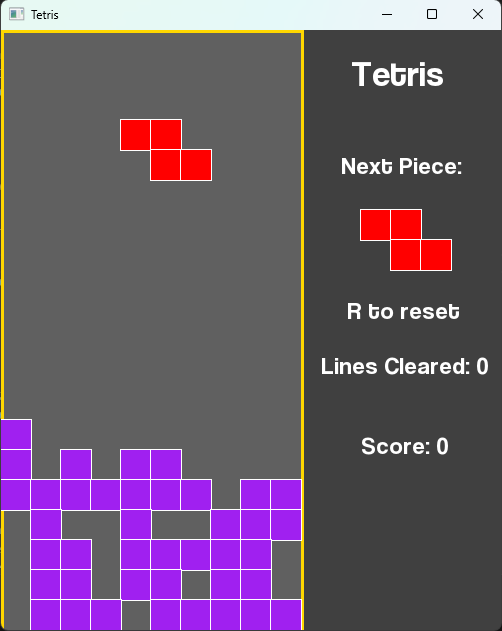 Tetris
Tetris
Next Piece:
R to reset
Lines Cleared: 0
Score: 0